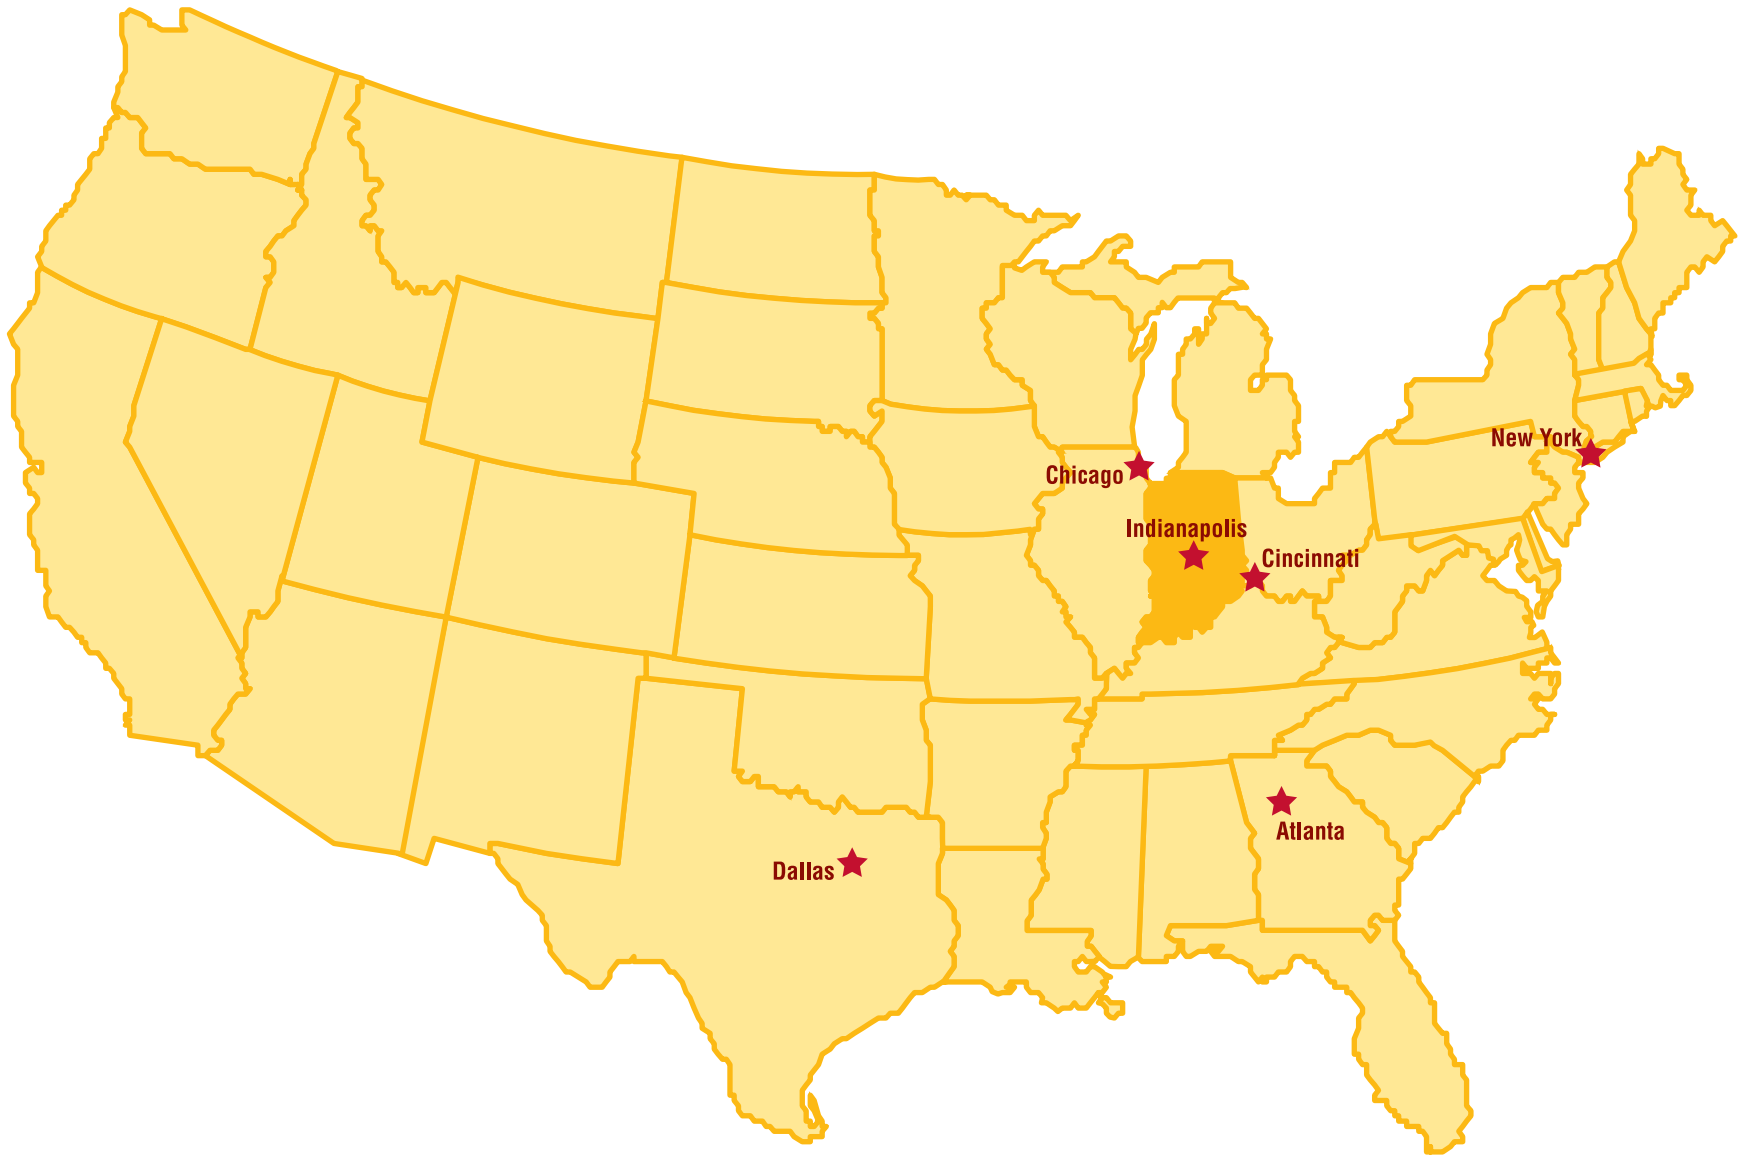 New York
Chicago
Indianapolis
Cincinnati
Atlanta
Dallas